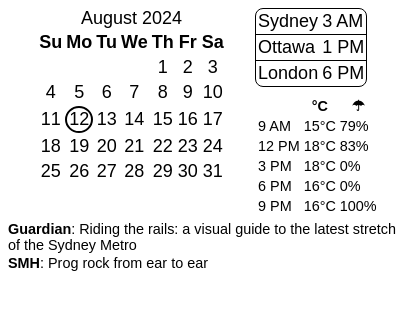 August 2024
Su Mo Tu We Th Fr Sa
1 2 3
4 5 6 7 8 9 10
11 12 13 14 15 16 17
18 19 20 21 22 23 24
25 26 27 28 29 30 31
Sydney 3 AM
Ottawa 1 PM
London 6 PM
°C ☂
9 AM 15°C 79%
12 PM 18°C 83%
3 PM 18°C 0%
6 PM 16°C 0%
9 PM 16°C 100%
Guardian: Riding the rails: a visual guide to the latest stretch
of the Sydney Metro
SMH: Prog rock from ear to ear